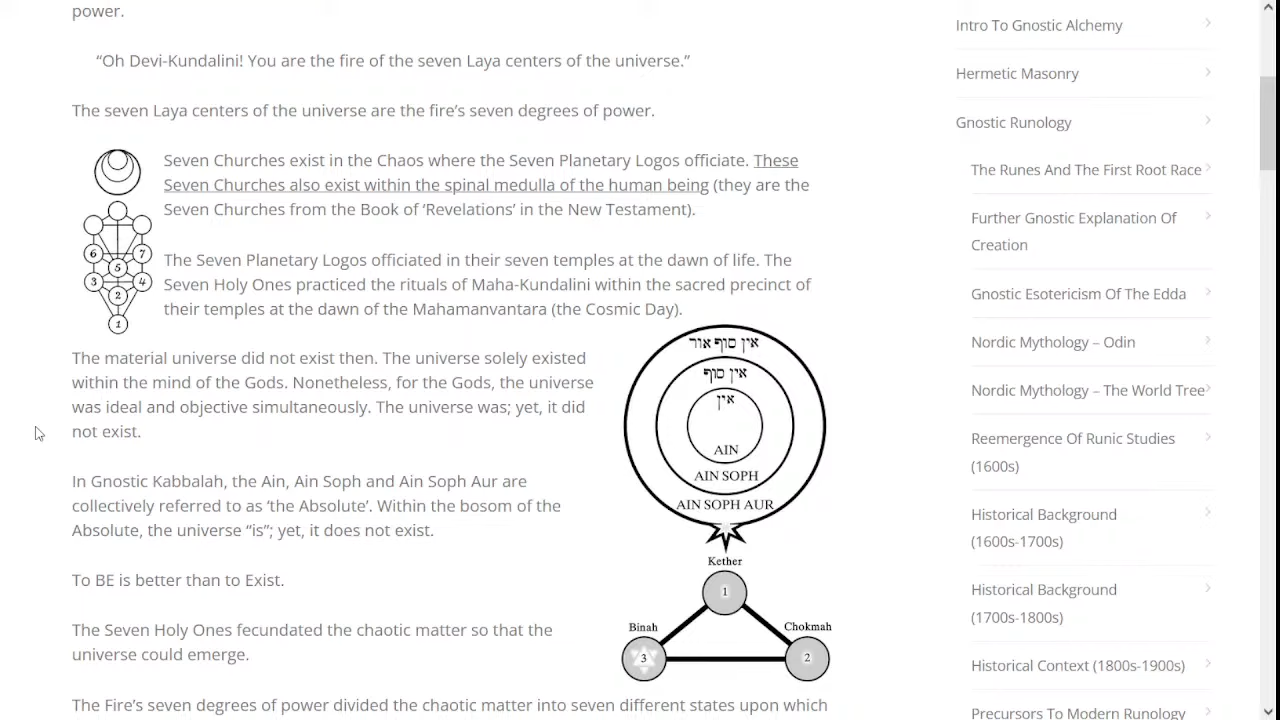 power.
“Oh Devi-Kundalini! You are the fire of the seven Laya centers of the universe.”
The seven Laya centers of the universe are the fire’s seven degrees of power.
Seven Churches exist in the Chaos where the Seven Planetary Logos officiate. These
Seven Churches also exist within the spinal medulla of the human being (they are the
Seven Churches from the Book of ‘Revelations’ in the New Testament).
6
7
5
3
4
2
1
The Seven Planetary Logos officiated in their seven temples at the dawn of life. The
Seven Holy Ones practiced the rituals of Maha-Kundalini within the sacred precinct of
their temples at the dawn of the Mahamanvantara (the Cosmic Day).
The material universe did not exist then. The universe solely existed
within the mind of the Gods. Nonetheless, for the Gods, the universe
was ideal and objective simultaneously. The universe was; yet, it did
not exist.
In Gnostic Kabbalah, the Ain, Ain Soph and Ain Soph Aur are
collectively referred to as ‘the Absolute’. Within the bosom of the
Absolute, the universe “is”; yet, it does not exist.
To BE is better than to Exist.
The Seven Holy Ones fecundated the chaotic matter so that the
universe could emerge.
The Fire’s seven degrees of power divided the chaotic matter into seven different states upon which
אין סוף אור
אין סוף
אין
AIN
AIN SOPH
AIN SOPH AUR
Kether
1
Binah
Chokmah
3
2
Intro To Gnostic Alchemy
Hermetic Masonry
Gnostic Runology
The Runes And The First Root Race
Further Gnostic Explanation Of
Creation
Gnostic Esotericism Of The Edda
Nordic Mythology – Odin
Nordic Mythology – The World Tree
Reemergence Of Runic Studies
(1600s)
Historical Background
(1600s-1700s)
Historical Background
(1700s-1800s)
Historical Context (1800s-1900s)
Precursors To Modern Runology